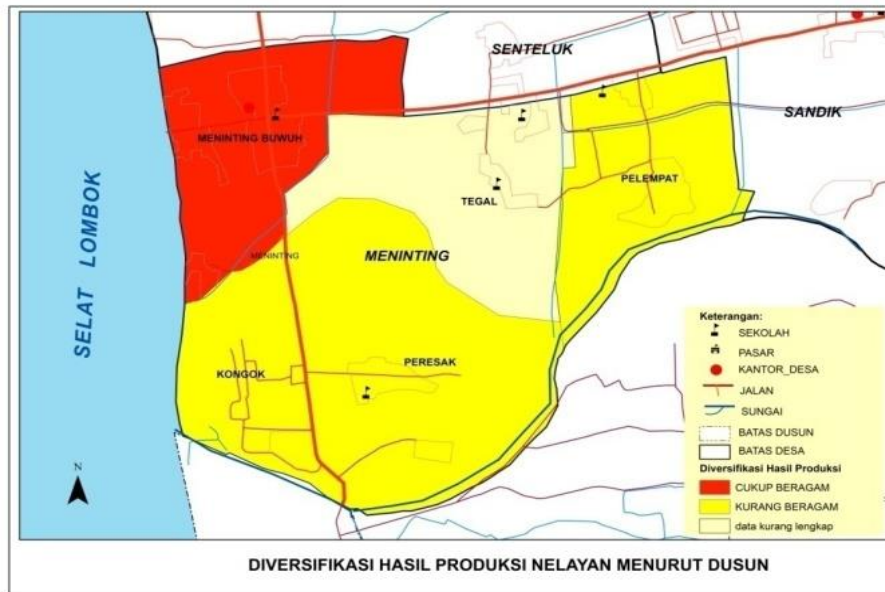 SENTELUK
SANDIK
MENINTING BUWUH
PELEMPAT
TEGAL
SELAT LOMBOK
MENINTING
MENINTING
PERESAK
KONGOK
N
Keterangan:
SEKOLAH
PASAR
KANTOR_DESA
JALAN
SUNGAI
BATAS DUSUN
BATAS DESA
Diversifikasi Hasil Produksi
CUKUP BERAGAM
KURANG BERAGAM
data kurang lengkap
DIVERSIFIKASI HASIL PRODUKSI NELAYAN MENURUT DUSUN